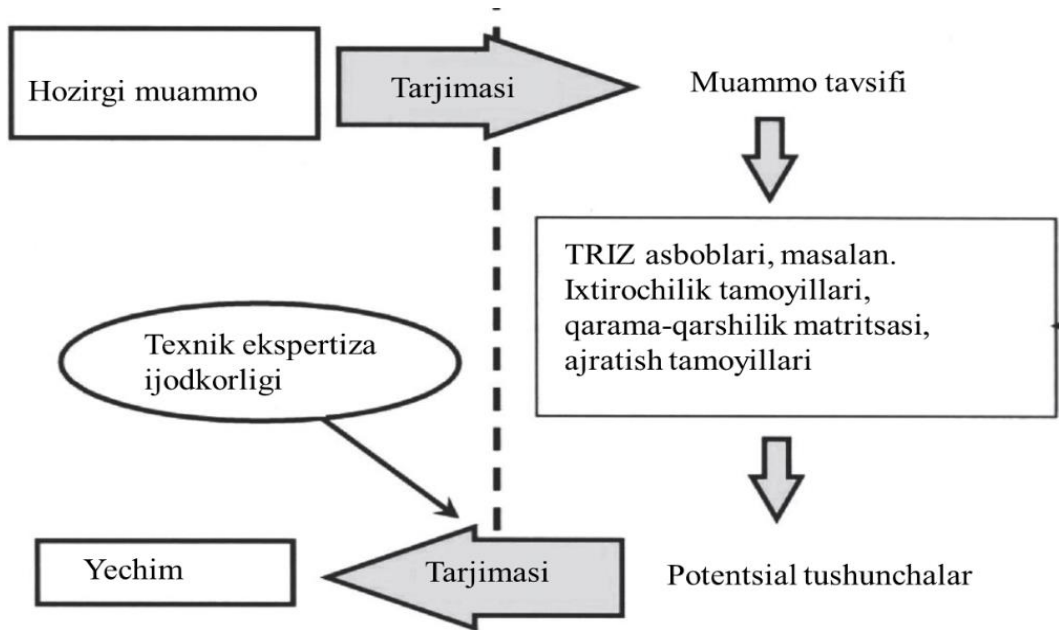 Hozirgi muammo
Tarjimasi
Muammo tavsifi
TRIZ asboblari, masalan.
Ixtirochilik tamoyillari,
qarama-qarshilik matritsasi,
ajratish tamoyillari
Texnik ekspertiza
ijodkorligi
Yechim
Tarjimasi
Potentsial tushunchalar